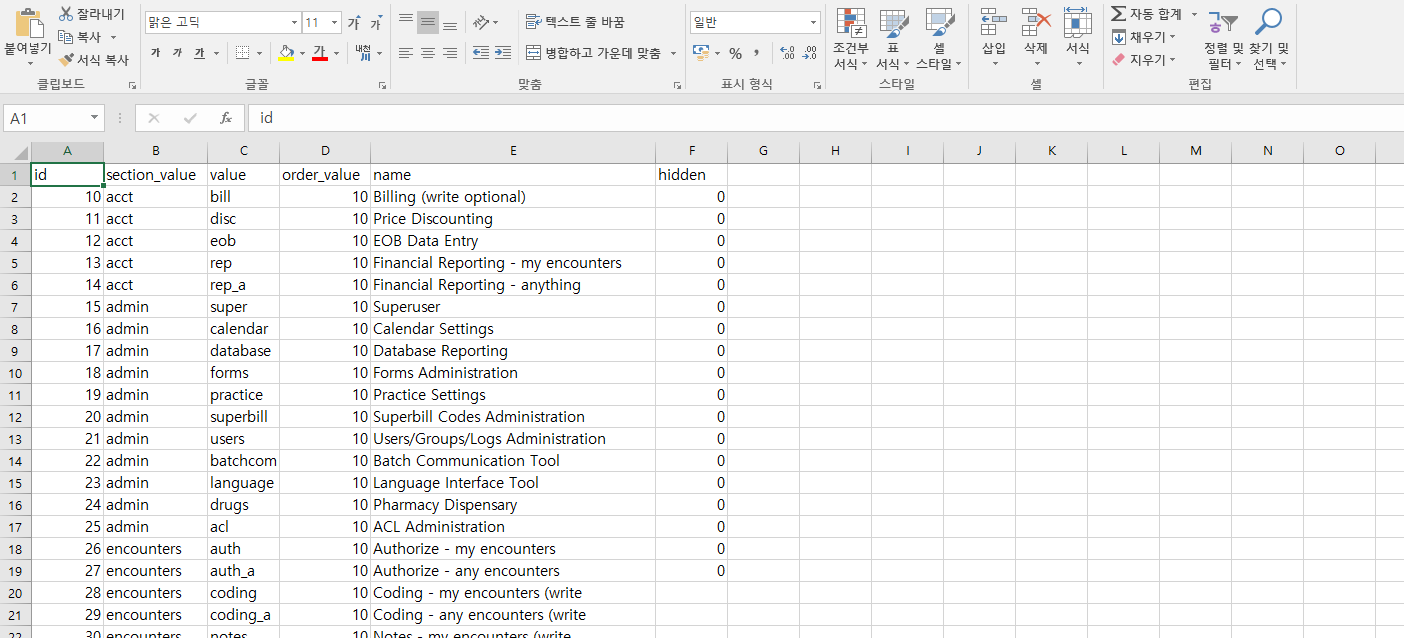 잘라내기
복사
서식 복사
붙여넣기
클립보드
맑은 고딕 11 가 가
가 가 가 가 내천
글꼴
텍스트 줄 바꿈
병합하고 가운데 맞춤
맞춤
일반
% , .00 .00
표시 형식
조건부 서식
표 서식
셀 스타일
스타일
삽입 삭제 서식
셀
자동 합계
채우기
지우기
정렬 및 필터
찾기 및 선택
편집
A1 fx id
A B C D E F G H I J K L M N O
1 id section_value value order_value name hidden
2 10 acct bill 10 Billing (write optional) 0
3 11 acct disc 10 Price Discounting 0
4 12 acct eob 10 EOB Data Entry 0
5 13 acct rep 10 Financial Reporting - my encounters 0
6 14 acct rep_a 10 Financial Reporting - anything 0
7 15 admin super 10 Superuser 0
8 16 admin calendar 10 Calendar Settings 0
9 17 admin database 10 Database Reporting 0
10 18 admin forms 10 Forms Administration 0
11 19 admin practice 10 Practice Settings 0
12 20 admin superbill 10 Superbill Codes Administration 0
13 21 admin users 10 Users/Groups/Logs Administration 0
14 22 admin batchcom 10 Batch Communication Tool 0
15 23 admin language 10 Language Interface Tool 0
16 24 admin drugs 10 Pharmacy Dispensary 0
17 25 admin acl 10 ACL Administration 0
18 26 encounters auth 10 Authorize - my encounters 0
19 27 encounters auth_a 10 Authorize - any encounters 0
20 28 encounters coding 10 Coding - my encounters (write
21 29 encounters coding_a 10 Coding - any encounters (write
22 30 encounters notes 10 Notes - my encounters (write